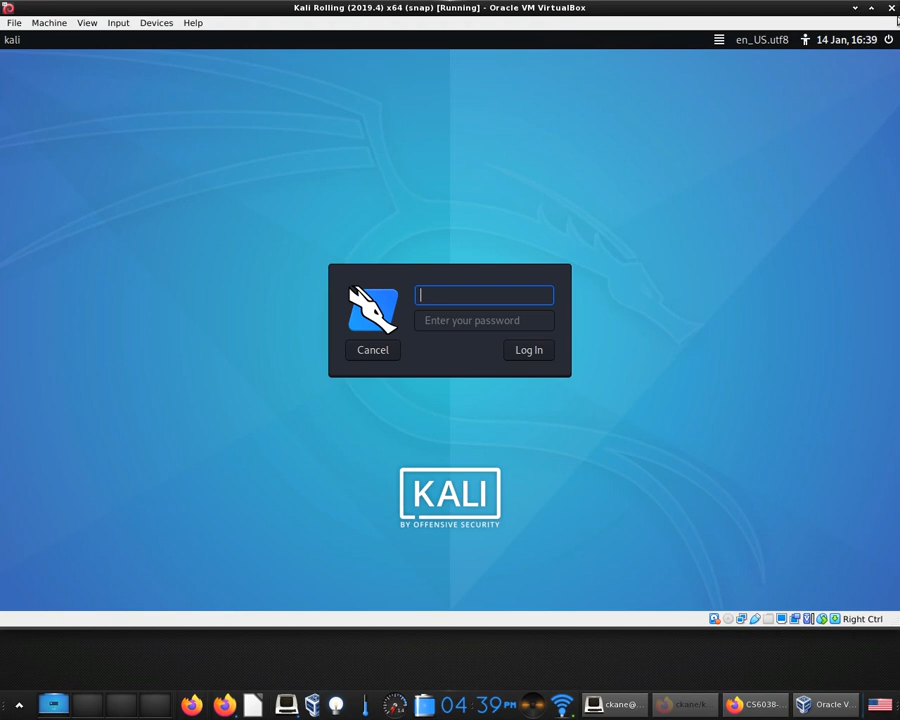 Kali Rolling (2019.4) x64 (snap) [Running] - Oracle VM VirtualBox
File Machine View Input Devices Help
kali en_US.utf8 14 Jan, 16:39
Enter your password
Cancel Log In
KALI
BY OFFENSIVE SECURITY
Right Ctrl
04:39 PM ckane@... ckane/k... CS6038-... Oracle V...